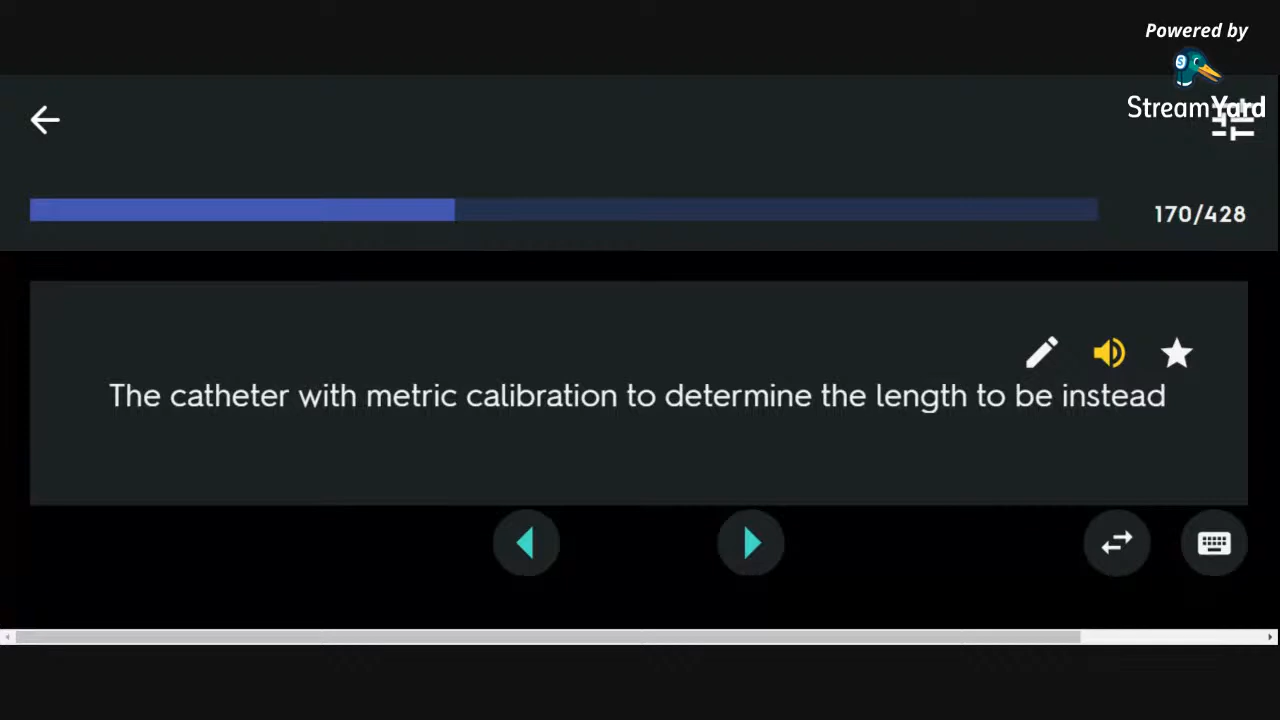 Powered by
StreamYard
170/428
The catheter with metric calibration to determine the length to be instead